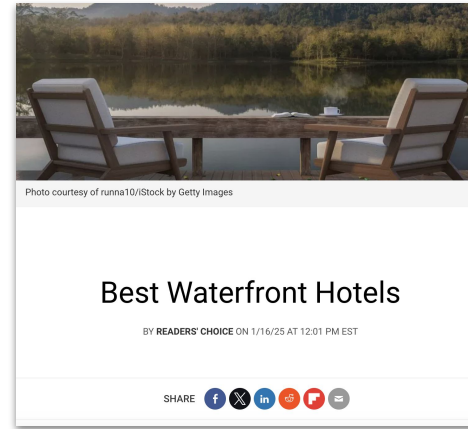 Photo courtesy of runna10/iStock by Getty Images
Best Waterfront Hotels
BY READERS' CHOICE ON 1/16/25 AT 12:01 PM EST
SHARE